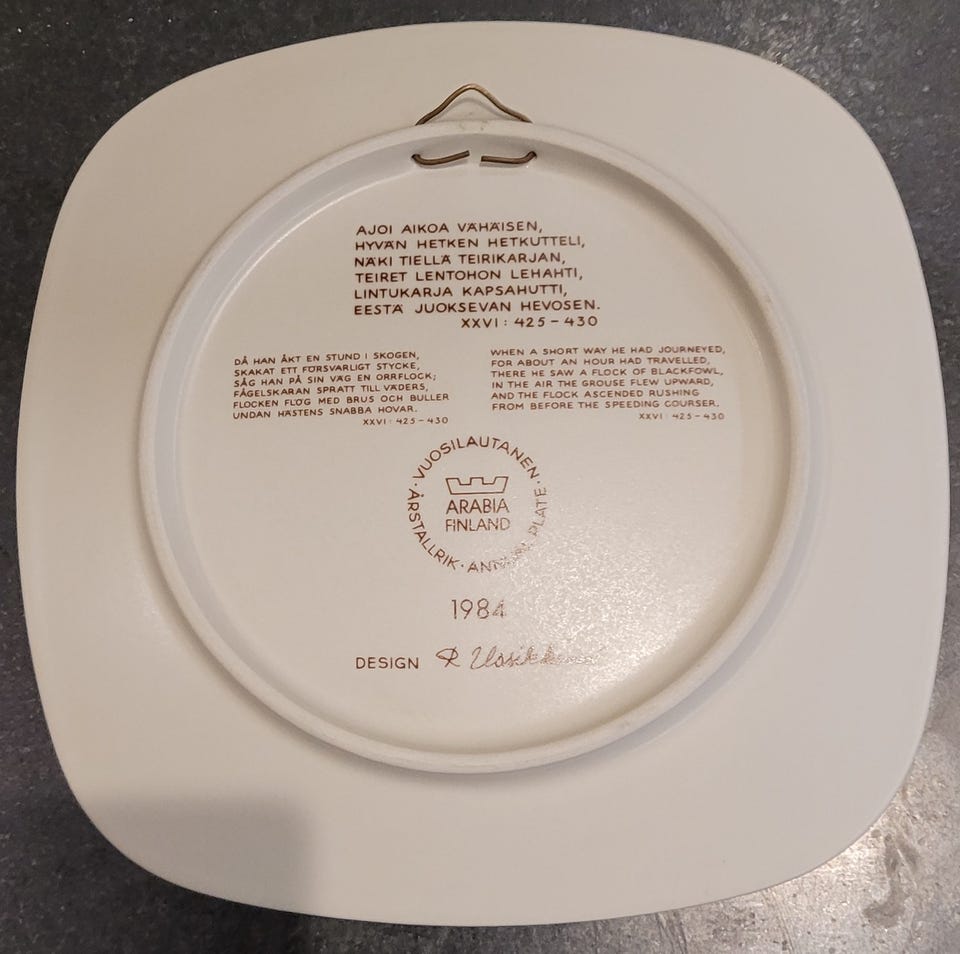 AJOI AIKOA VÄHÄISEN,
HYVÄN HETKEN HETKUTTELI,
NÄKI TIELLÄ TEIRIKARJAN,
TEIRET LENTOHON LEHAHTI,
LINTUKARJA KAPSAHUTTI,
EESTÄ JUOKSEVAN HEVOSEN.
XXVI: 425 – 430
DÅ HAN ÅKT EN STUND I SKOGEN,
SKAKAT ETT FÖRSVARLIGT STYCKE,
SÅG HAN PÅ SIN VÄG EN ORRFLOCK;
FÅGELSKARAN SPRATT TILL VÄDERS,
FLOCKEN FLÖG MED BRUS OCH BULLER
UNDAN HÄSTENS SNABBA HOVAR.
XXVI: 425 – 430
WHEN A SHORT WAY HE HAD JOURNEYED,
FOR ABOUT AN HOUR HAD TRAVELLED,
THERE HE SAW A FLOCK OF BLACKFOWL,
IN THE AIR THE GROUSE FLEW UPWARD,
AND THE FLOCK ASCENDED RUSHING
FROM BEFORE THE SPEEDING COURSER.
XXVI: 425 – 430
· VUOSILAUTANEN · ANNUAL PLATE · ÅRSTALLRIK
ARABIA
FINLAND
1984
DESIGN R